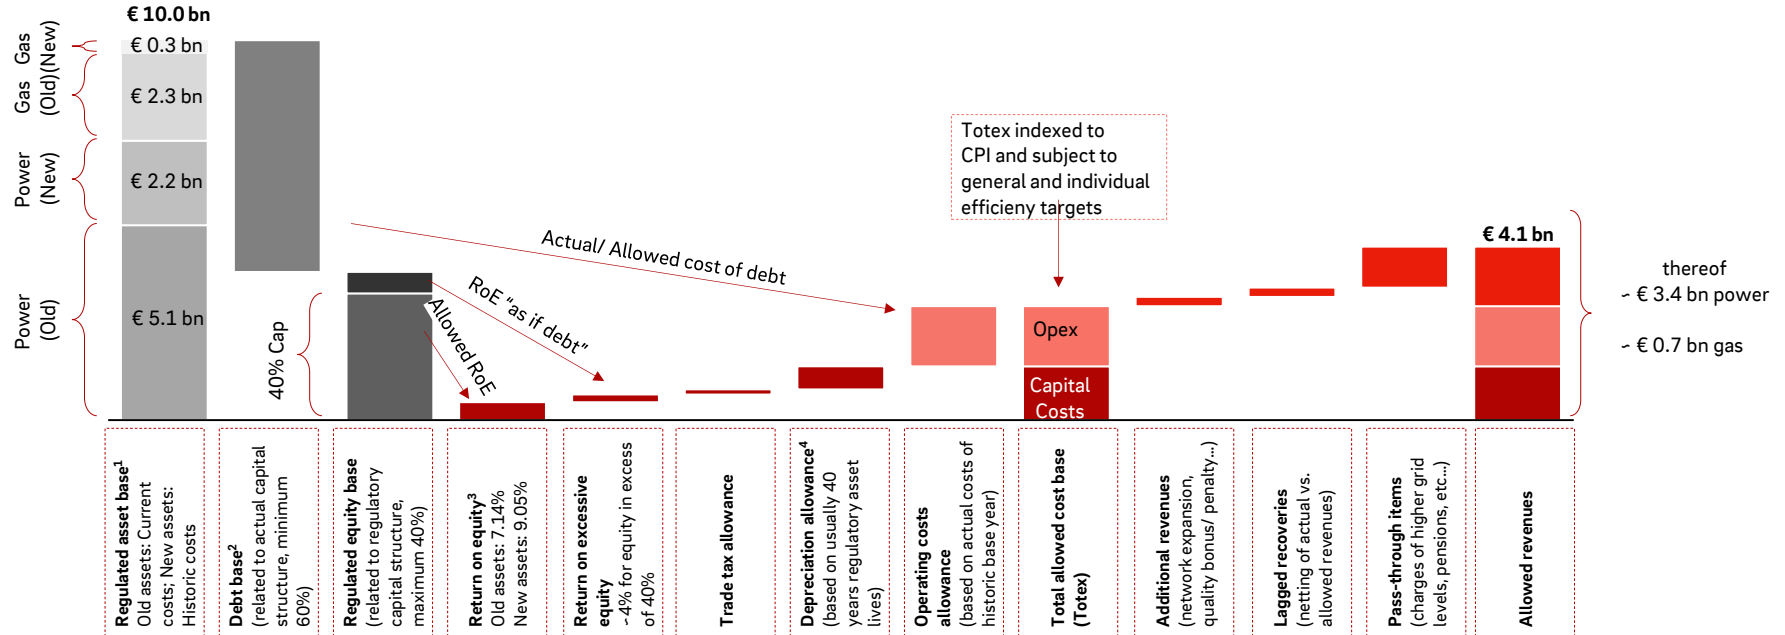 € 10.0 bn
Gas
(New)
€ 0.3 bn
Gas
(Old)
€ 2.3 bn
Power
(New)
€ 2.2 bn
Power
(Old)
€ 5.1 bn
40% Cap
Actual/ Allowed cost of debt
RoE "as if debt"
Allowed RoE
Totex indexed to
CPI and subject to
general and individual
efficieny targets
Opex
Capital
Costs
€ 4.1 bn
thereof
~ € 3.4 bn power
~ € 0.7 bn gas
Regulated asset base1
Old assets: Current
costs; New assets:
Historic costs
Debt base2
(related to actual capital
structure, minimum
60%)
Regulated equity base
(related to regulatory
capital structure,
maximum 40%)
Return on equity3
Old assets: 7.14%
New assets: 9.05%
Return on excessive
equity
~4% for equity in excess
of 40%
Trade tax allowance
Depreciation allowance4
(based on usually 40
years regulatory asset
lives)
Operating costs
allowance
(based on actual costs of
historic base year)
Total allowed cost base
(Totex)
Additional revenues
(network expansion,
quality bonus/ penalty...)
Lagged recoveries
(netting of actual vs.
allowed revenues)
Pass-through items
(charges of higher grid
levels, pensions, etc...)
Allowed revenues